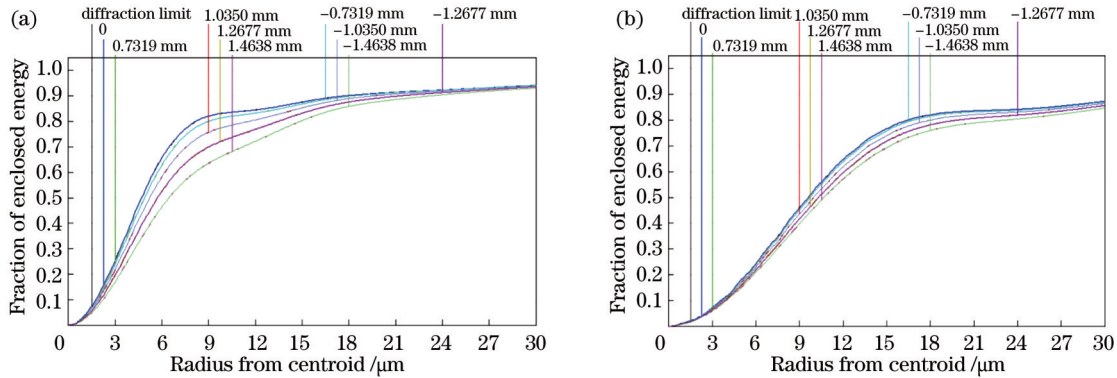 (a)
diffraction limit 1.0350 mm −0.7319 mm −1.2677 mm
0 1.2677 mm −1.0350 mm
0.7319 mm 1.4638 mm −1.4638 mm
1.0
0.9
0.8
0.7
0.6
0.5
0.4
0.3
0.2
0.1
Fraction of enclosed energy
0 3 6 9 12 15 18 21 24 27 30
Radius from centroid /μm
(b)
diffraction limit 1.0350 mm −0.7319 mm −1.2677 mm
0 1.2677 mm −1.0350 mm
0.7319 mm 1.4638 mm −1.4638 mm
1.0
0.9
0.8
0.7
0.6
0.5
0.4
0.3
0.2
0.1
Fraction of enclosed energy
0 3 6 9 12 15 18 21 24 27 30
Radius from centroid /μm